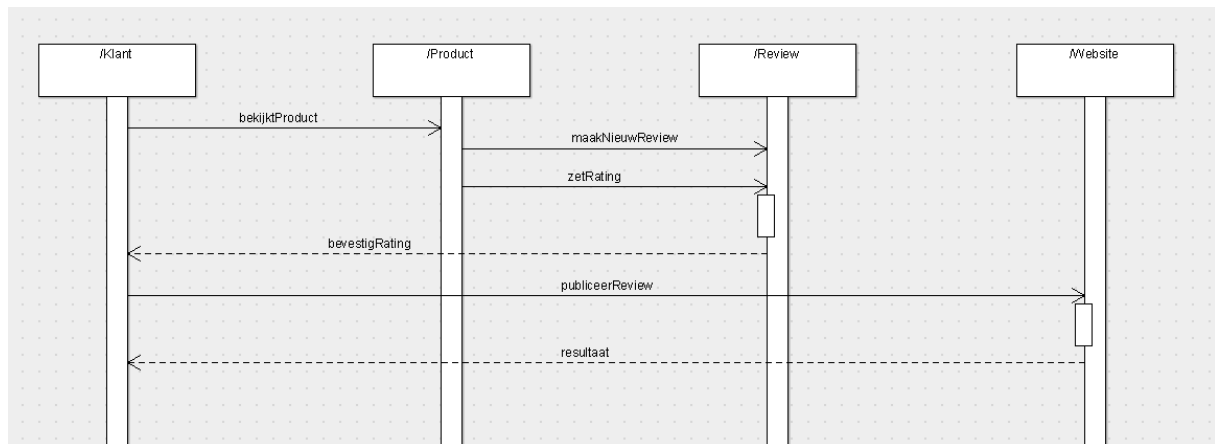 /Klant
/Product
/Review
/Website
bekijktProduct
maakNieuwReview
zetRating
bevestigRating
publiceerReview
resultaat